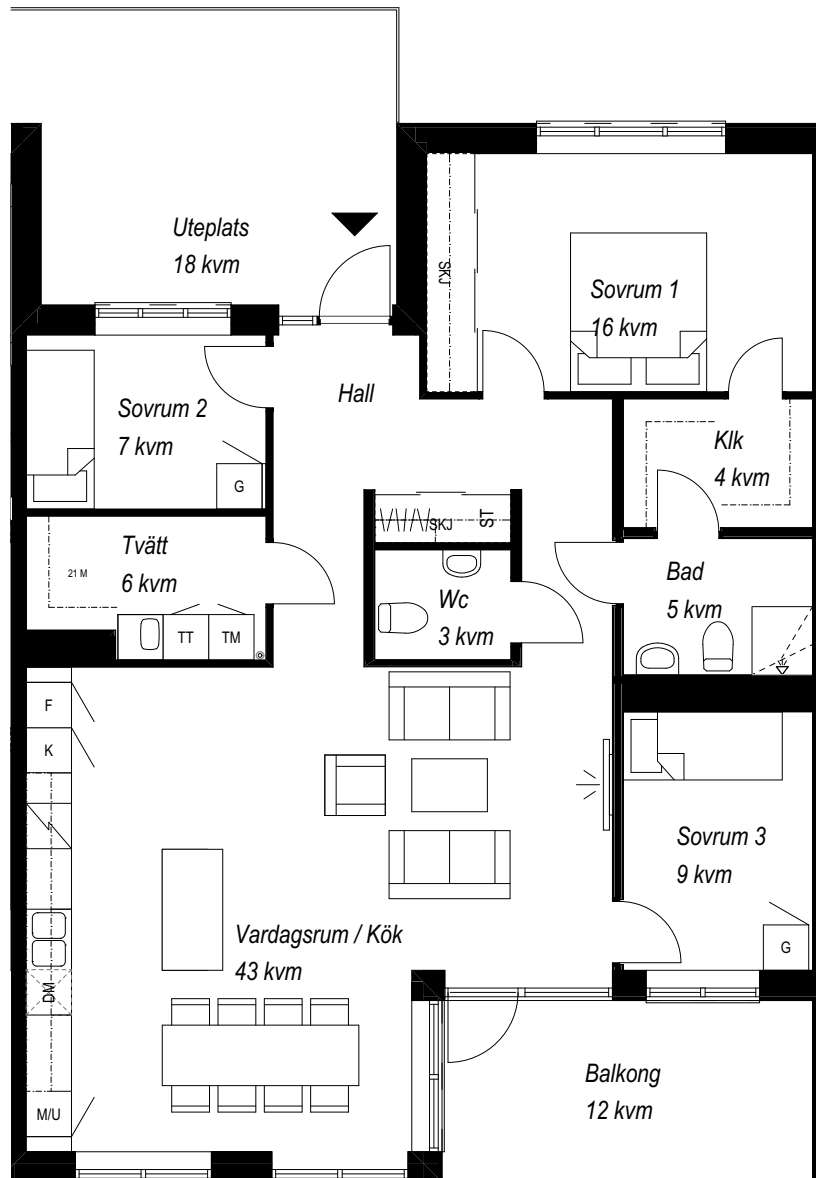 Uteplats
18 kvm
SKJ
Sovrum 1
16 kvm
Hall
Sovrum 2
7 kvm
G
Klk
4 kvm
SKJ
ST
Tvätt
6 kvm
21 M
TT
TM
Wc
3 kvm
Bad
5 kvm
F
K
Sovrum 3
9 kvm
G
Vardagsrum / Kök
43 kvm
DM
M/U
Balkong
12 kvm